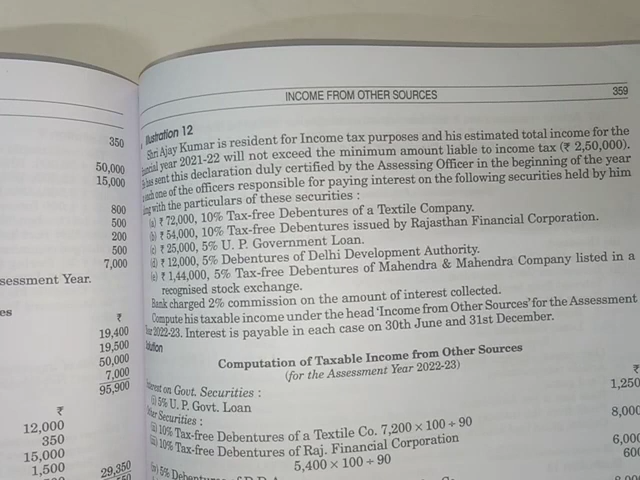 350
50,000
15,000
800
500
200
500
7,000
sessment Year.
es
₹
19,400
19,500
50,000
7,000
95,900
₹
12,000
350
15,000
1,500
29,350
INCOME FROM OTHER SOURCES 359
Illustration 12
Shri Ajay Kumar is resident for Income tax purposes and his estimated total income for the
financial year 2021-22 will not exceed the minimum amount liable to income tax (₹ 2,50,000).
has sent this declaration duly certified by the Assessing Officer in the beginning of the year
each one of the officers responsible for paying interest on the following securities held by him
with the particulars of these securities :
(a) ₹ 72,000, 10% Tax-free Debentures of a Textile Company.
(b) ₹ 54,000, 10% Tax-free Debentures issued by Rajasthan Financial Corporation.
(c) ₹ 25,000, 5% U. P. Government Loan.
(d) ₹ 12,000, 5% Debentures of Delhi Development Authority.
(e) ₹ 1,44,000, 5% Tax-free Debentures of Mahendra & Mahendra Company listed in a
recognised stock exchange.
Bank charged 2% commission on the amount of interest collected.
Compute his taxable income under the head 'Income from Other Sources' for the Assessment
Year 2022-23. Interest is payable in each case on 30th June and 31st December.
Solution
Computation of Taxable Income from Other Sources
(for the Assessment Year 2022-23)
₹
Interest on Govt. Securities :
(i) 5% U. P. Govt. Loan 1,250
Other Securities :
(ii) 10% Tax-free Debentures of a Textile Co. 7,200 × 100 ÷ 90 8,000
(iii) 10% Tax-free Debentures of Raj. Financial Corporation
5,400 × 100 ÷ 90 6,000
(iv) 5% 600